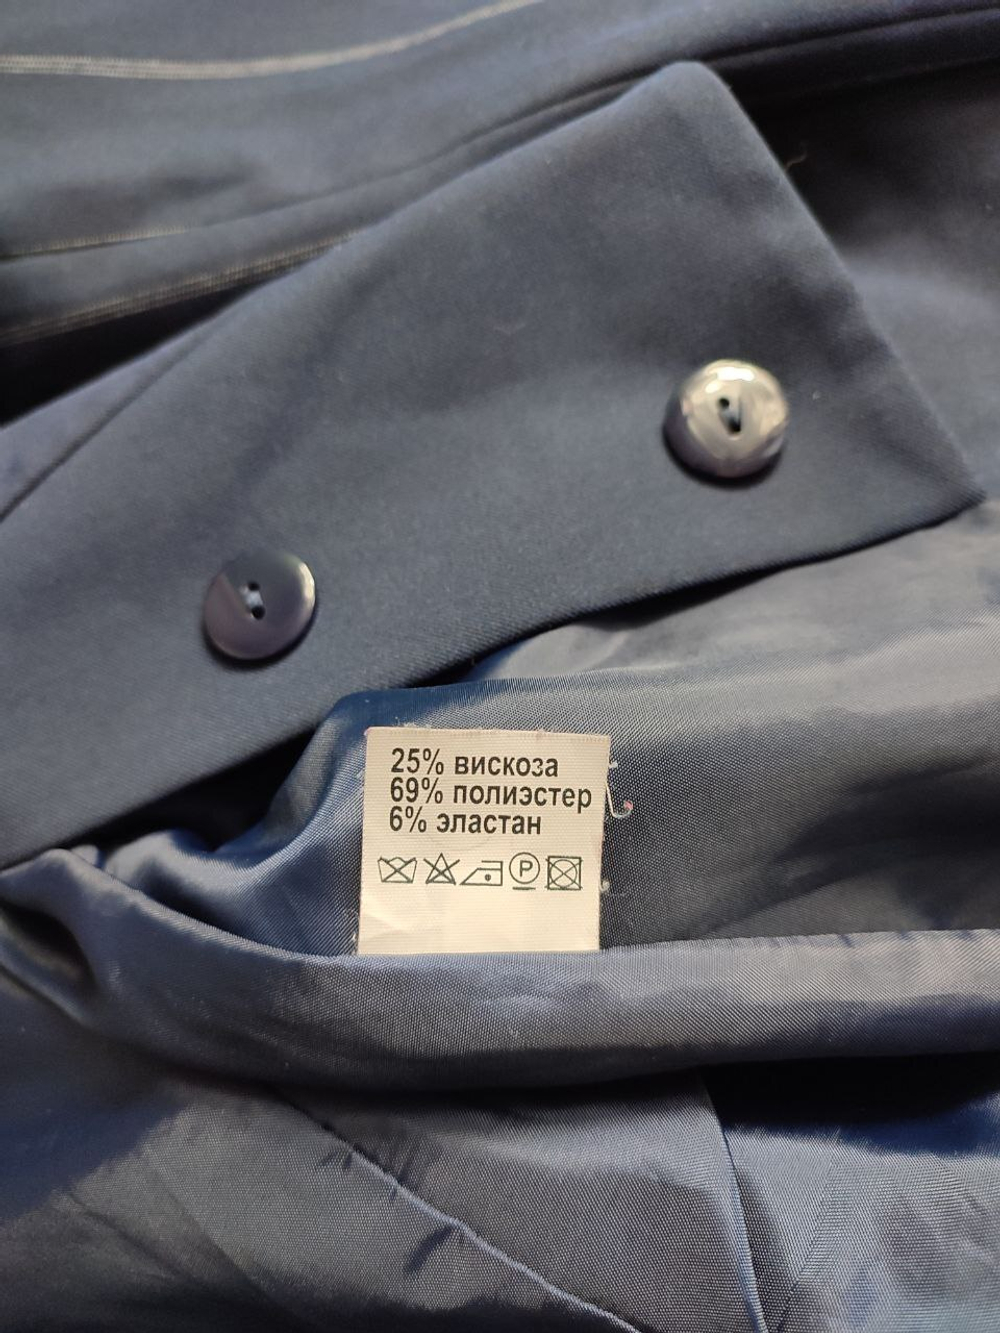 25% вискоза
69% полиэстер
6% эластан
P